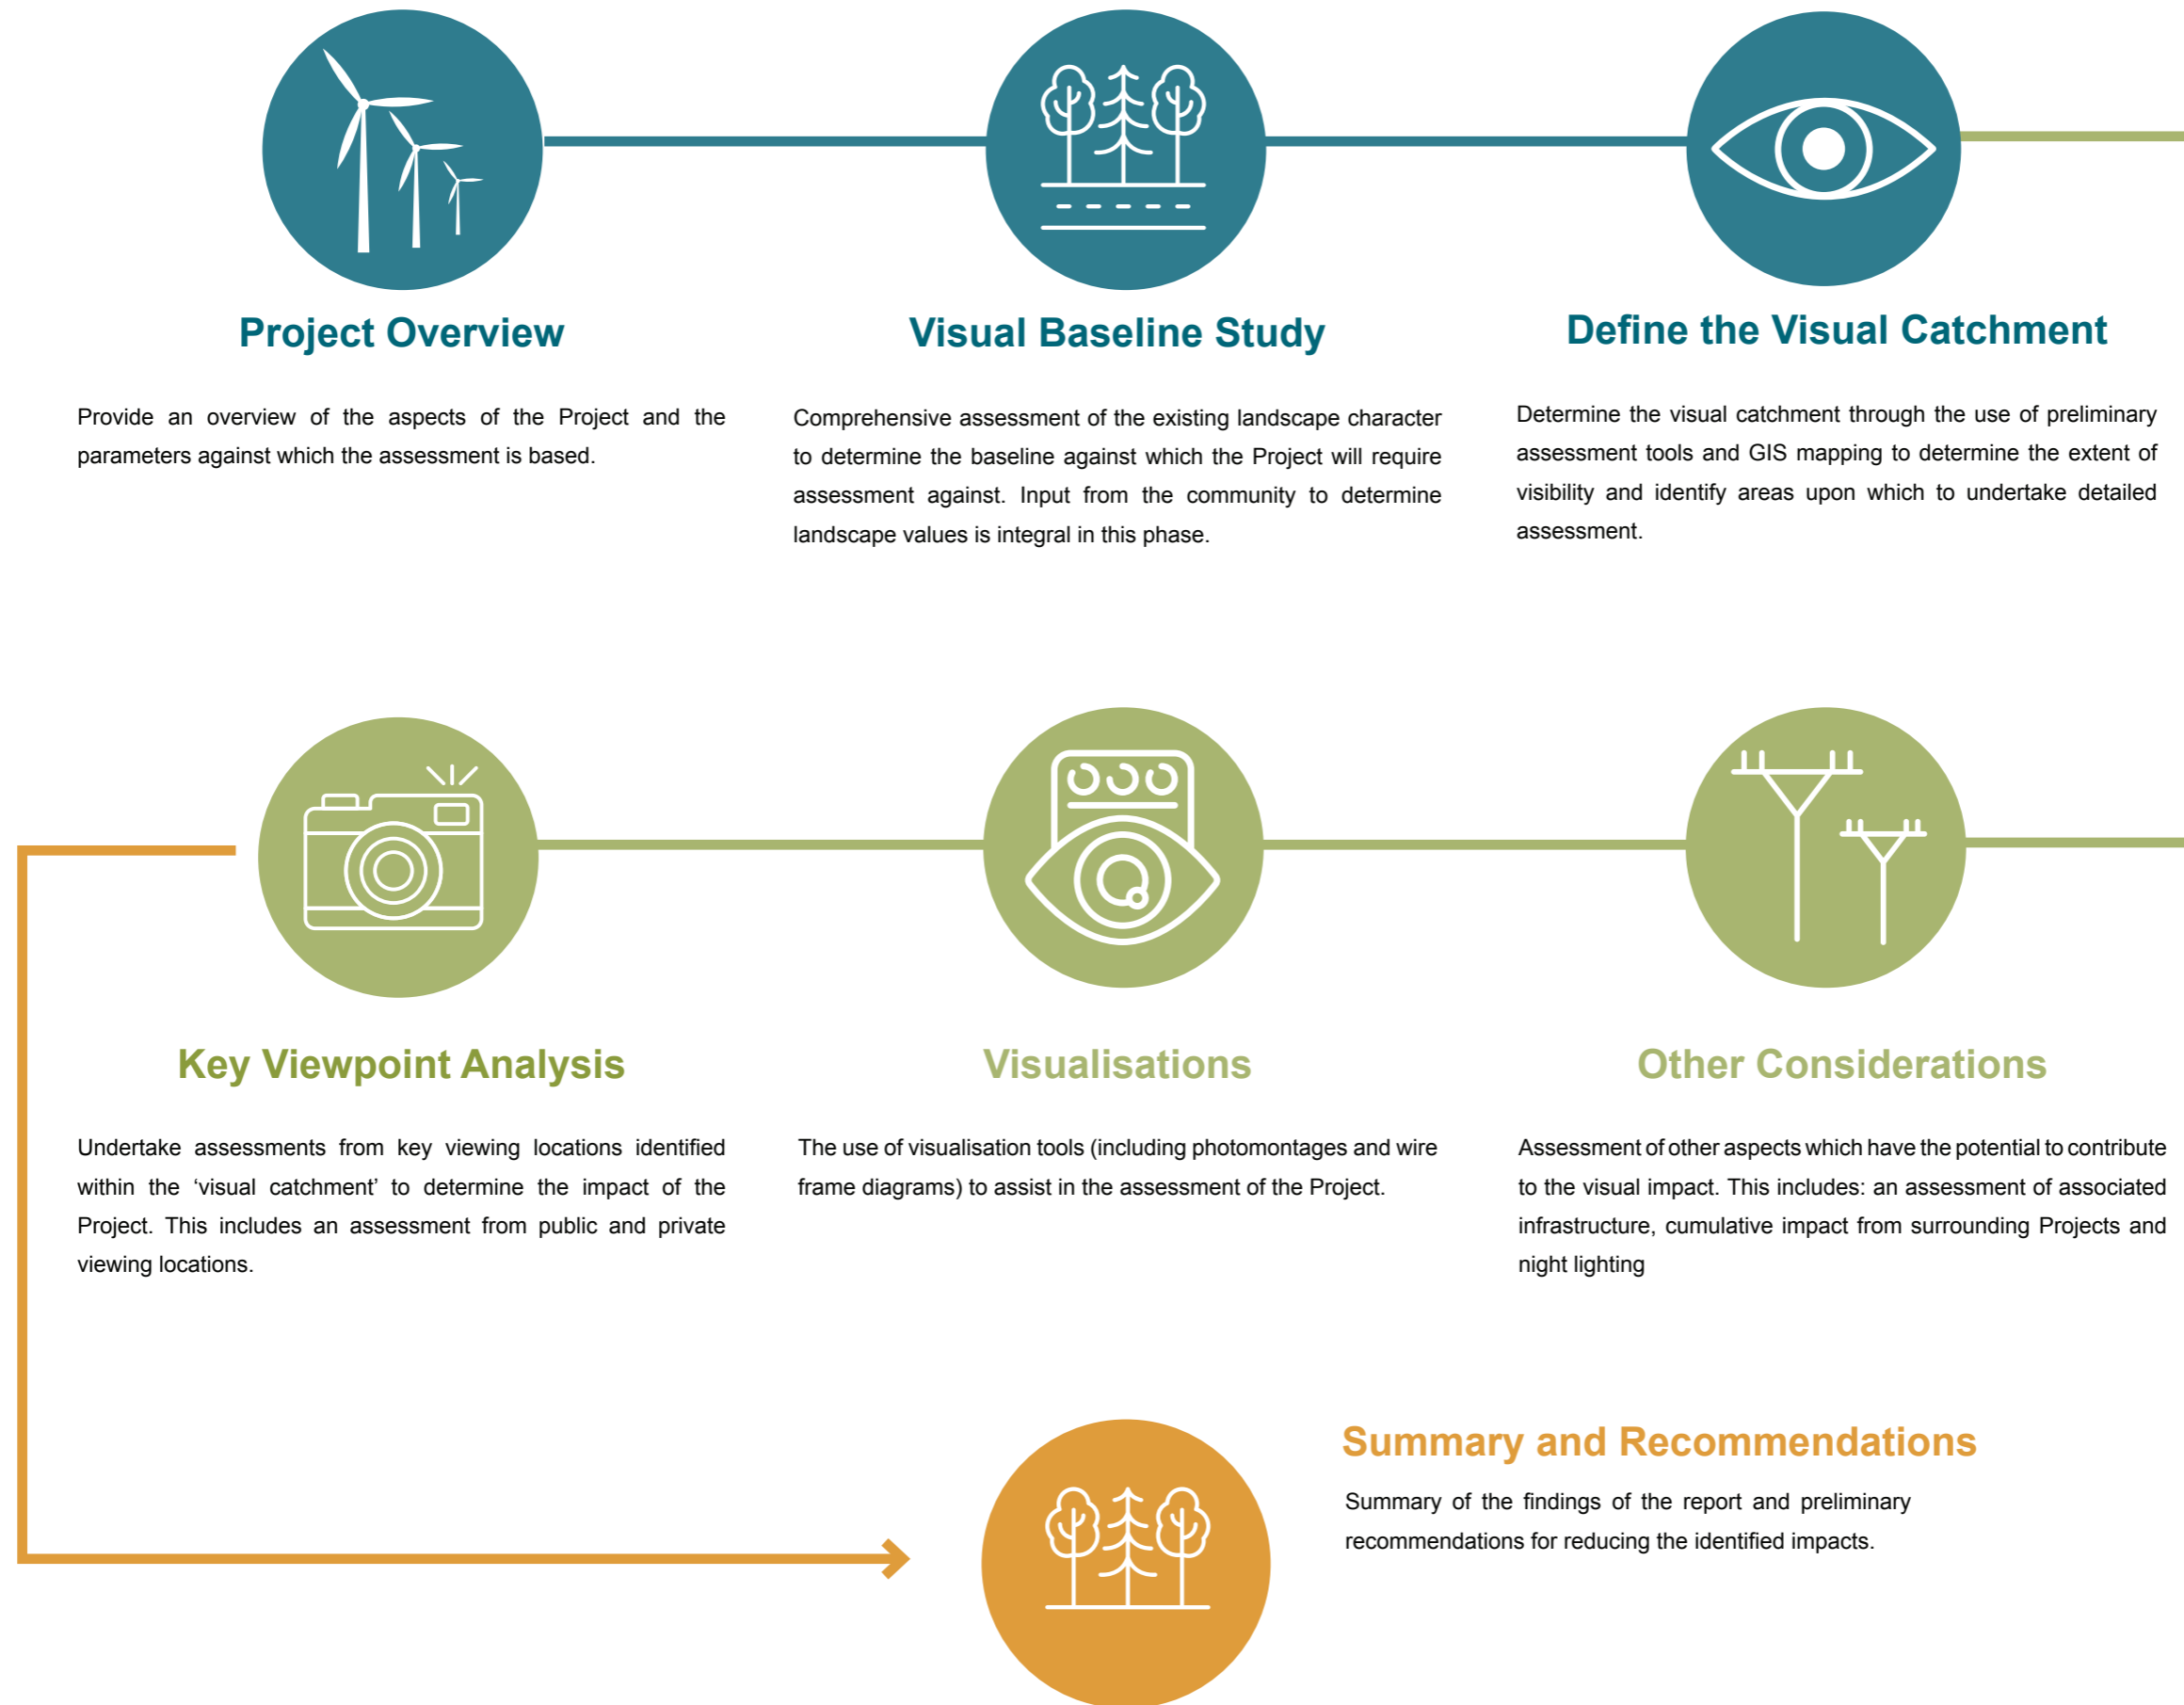 Project Overview
Provide an overview of the aspects of the Project and the
parameters against which the assessment is based.
Visual Baseline Study
Comprehensive assessment of the existing landscape character
to determine the baseline against which the Project will require
assessment against. Input from the community to determine
landscape values is integral in this phase.
Define the Visual Catchment
Determine the visual catchment through the use of preliminary
assessment tools and GIS mapping to determine the extent of
visibility and identify areas upon which to undertake detailed
assessment.
Key Viewpoint Analysis
Undertake assessments from key viewing locations identified
within the ‘visual catchment’ to determine the impact of the
Project. This includes an assessment from public and private
viewing locations.
Visualisations
The use of visualisation tools (including photomontages and wire
frame diagrams) to assist in the assessment of the Project.
Other Considerations
Assessment of other aspects which have the potential to contribute
to the visual impact. This includes: an assessment of associated
infrastructure, cumulative impact from surrounding Projects and
night lighting
Summary and Recommendations
Summary of the findings of the report and preliminary
recommendations for reducing the identified impacts.